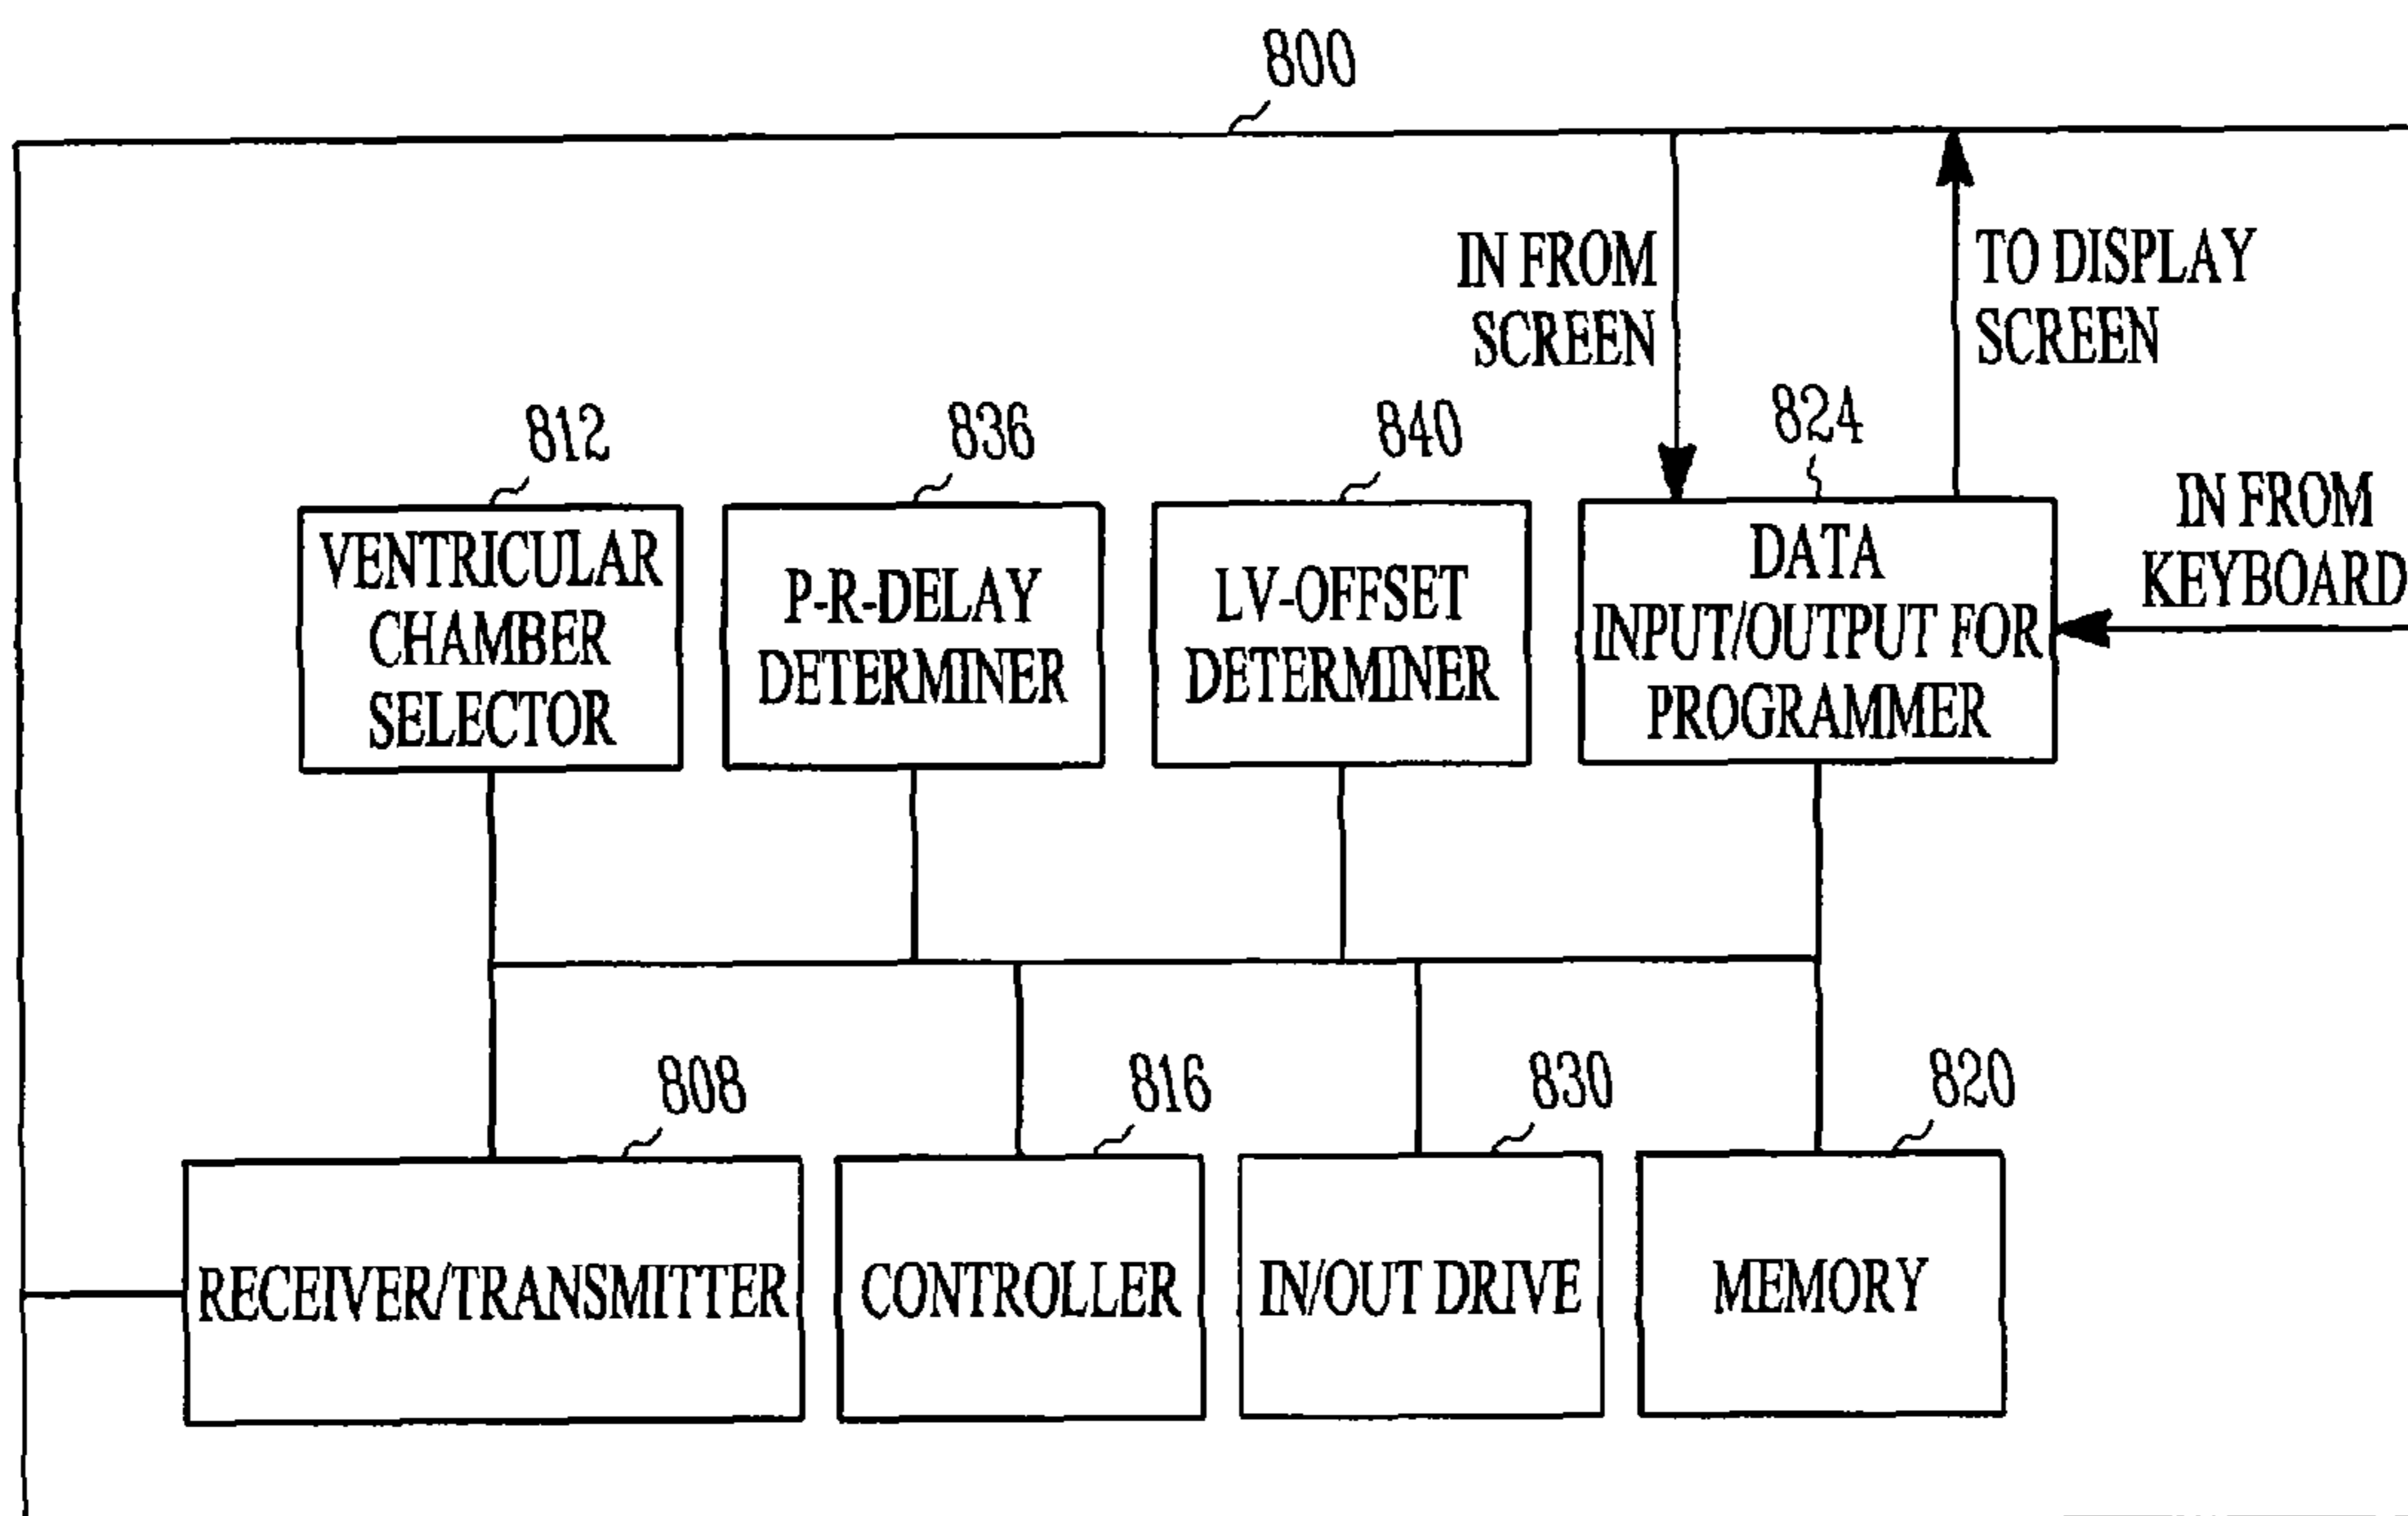 800
IN FROM
SCREEN
TO DISPLAY
SCREEN
812
836
840
824
IN FROM
KEYBOARD
VENTRICULAR
CHAMBER
SELECTOR
P-R-DELAY
DETERMINER
LV-OFFSET
DETERMINER
DATA
INPUT/OUTPUT FOR
PROGRAMMER
808
816
830
820
RECEIVER/TRANSMITTER
CONTROLLER
IN/OUT DRIVE
MEMORY